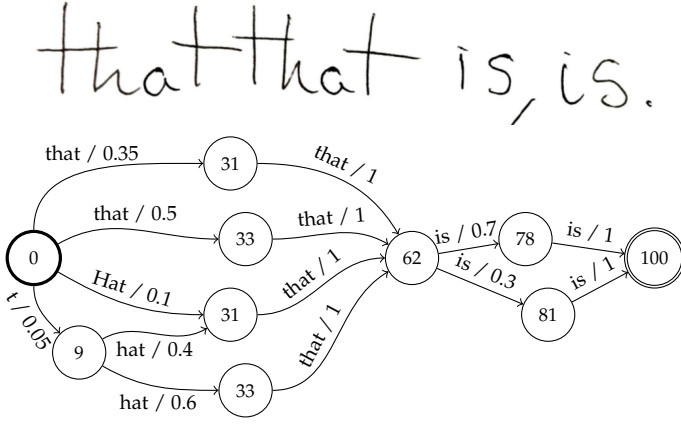 that that is, is.
that / 0.35
31
that / 1
that / 0.5
33
that / 1
is / 0.7
78
is / 1
0
Hat / 0.1
31
that / 1
62
is / 0.3
81
is / 1
100
t / 0.05
9
hat / 0.4
hat / 0.6
33
that / 1